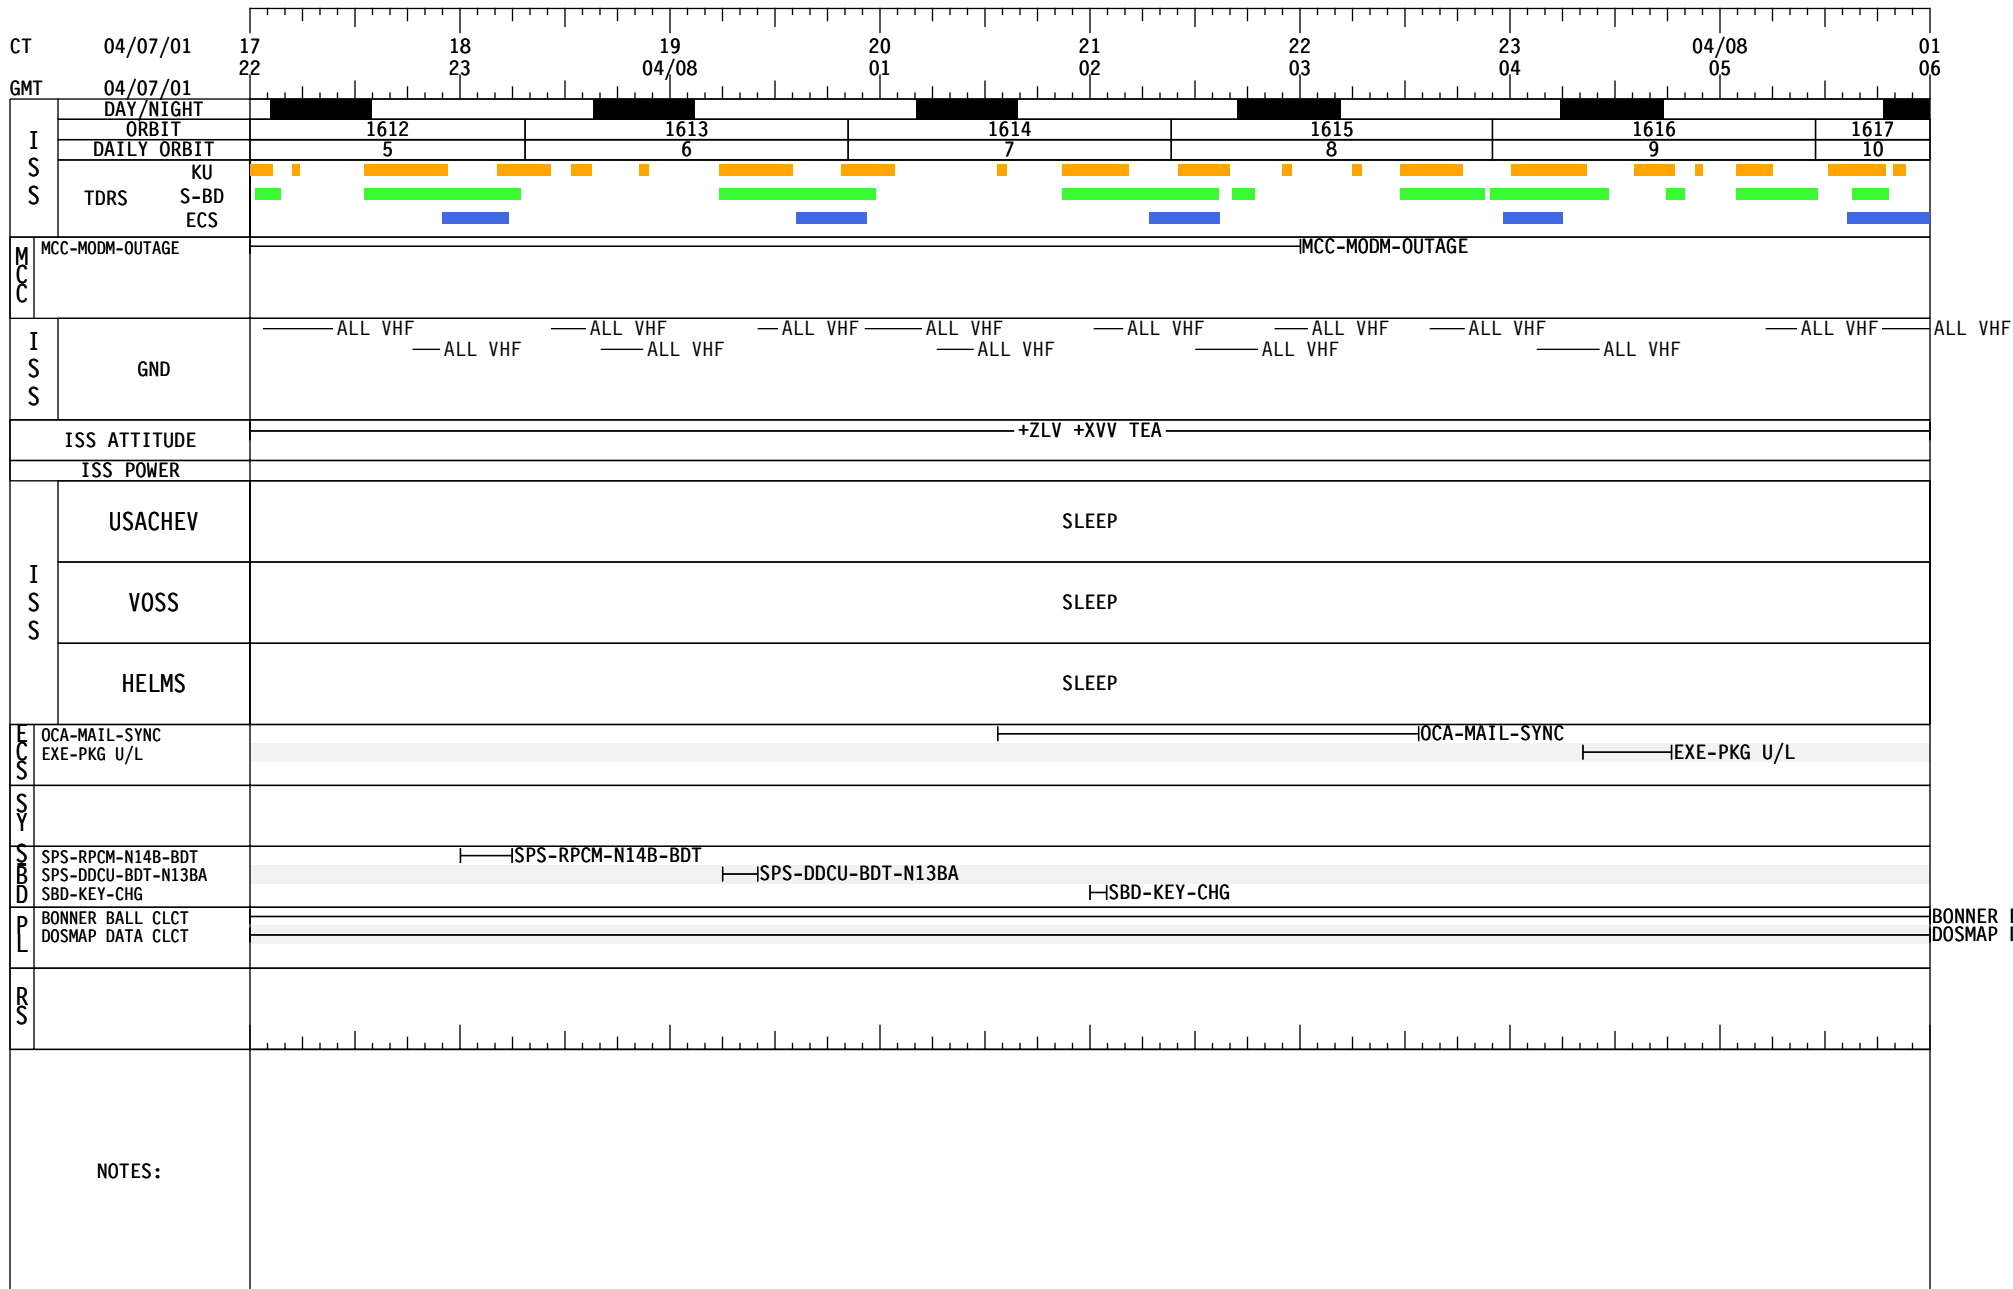 CT 04/07/01 17 18 19 20 21 22 23 04/08 01
22 23 04/08 01 02 03 04 05 06
GMT 04/07/01
ISS
DAY/NIGHT
ORBIT 1612 1613 1614 1615 1616 1617
DAILY ORBIT 5 6 7 8 9 10
KU
TDRS S-BD
ECS
MCC
MCC-MODM-OUTAGE MCC-MODM-OUTAGE
ISS
ALL VHF ALL VHF ALL VHF ALL VHF ALL VHF ALL VHF ALL VHF ALL VHF ALL VHF
ALL VHF ALL VHF ALL VHF ALL VHF ALL VHF
GND
ISS ATTITUDE +ZLV +XVV TEA
ISS POWER
ISS
USACHEV SLEEP
VOSS SLEEP
HELMS SLEEP
ECS
OCA-MAIL-SYNC OCA-MAIL-SYNC
EXE-PKG U/L EXE-PKG U/L
SY
SBD
SPS-RPCM-N14B-BDT SPS-RPCM-N14B-BDT
SPS-DDCU-BDT-N13BA SPS-DDCU-BDT-N13BA
SBD-KEY-CHG SBD-KEY-CHG
PL
BONNER BALL CLCT BONNER
DOSMAP DATA CLCT DOSMAP
RS
NOTES: